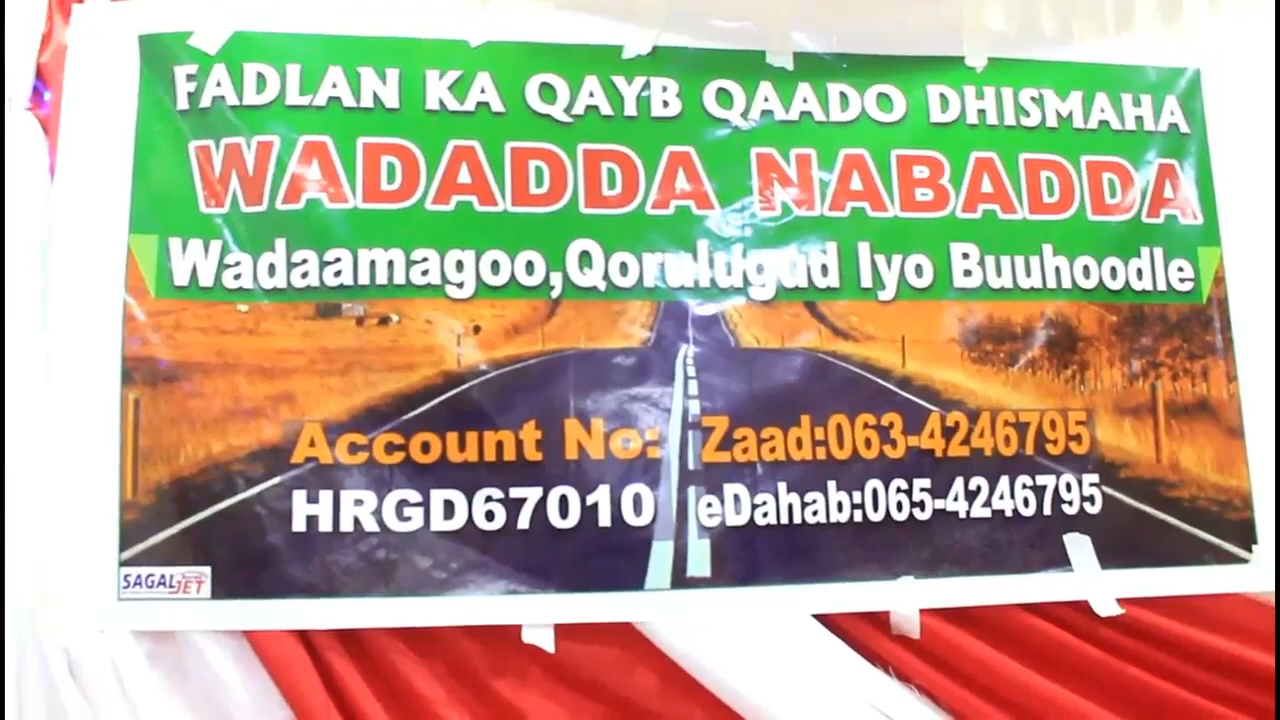 FADLAN KA QAYB QAADO DHISMAHA
WADADDA NABADDA
Wadaamagoo,Qorulugud Iyo Buuhoodle
Account No: Zaad:063-4246795
HRGD67010 eDahab:065-4246795
SAGALJET